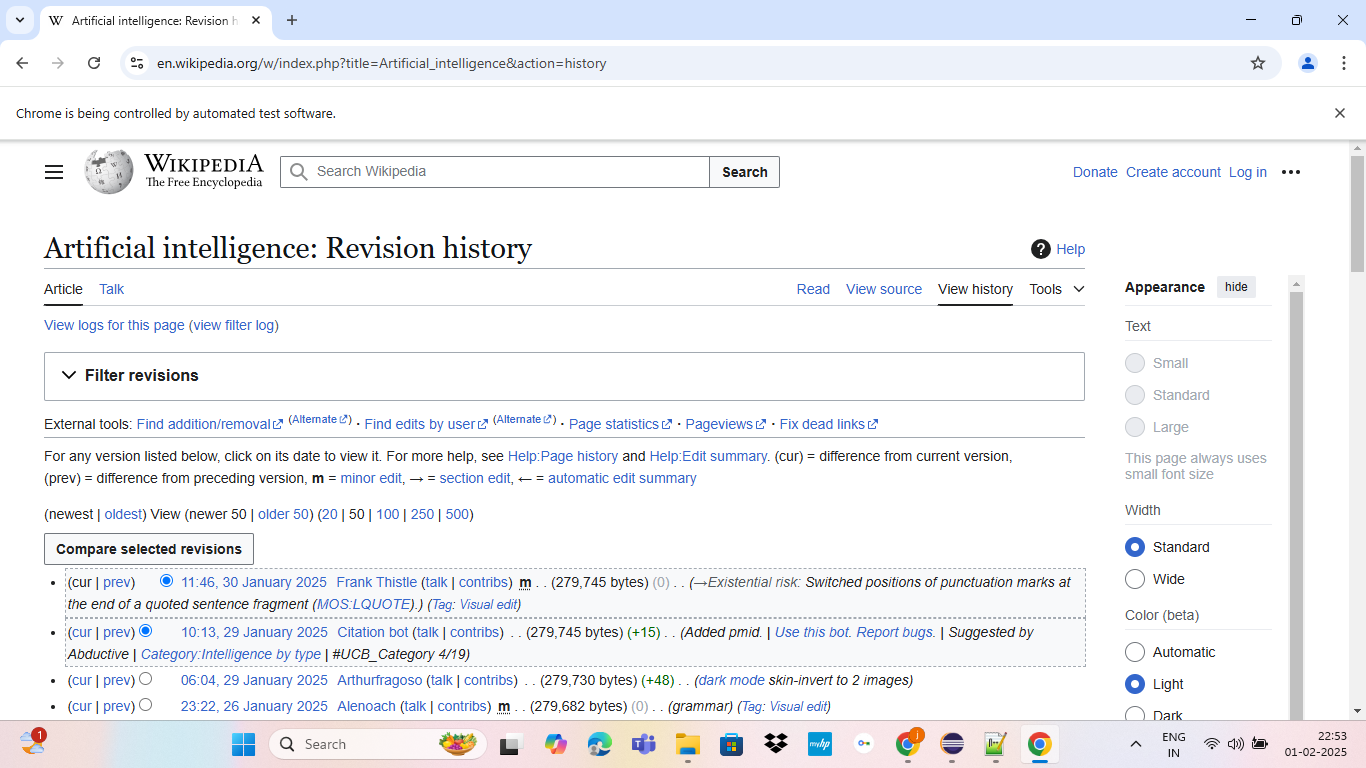 Artificial intelligence: Revision h
en.wikipedia.org/w/index.php?title=Artificial_intelligence&action=history
Chrome is being controlled by automated test software.
WIKIPEDIA
The Free Encyclopedia
Search Wikipedia
Search
Donate Create account Log in
Artificial intelligence: Revision history
? Help
Article Talk
Read View source View history Tools
View logs for this page (view filter log)
Filter revisions
External tools: Find addition/removal (Alternate) · Find edits by user (Alternate) · Page statistics · Pageviews · Fix dead links
For any version listed below, click on its date to view it. For more help, see Help:Page history and Help:Edit summary. (cur) = difference from current version,
(prev) = difference from preceding version, m = minor edit, → = section edit, ← = automatic edit summary
(newest | oldest) View (newer 50 | older 50) (20 | 50 | 100 | 250 | 500)
Compare selected revisions
• (cur | prev) 11:46, 30 January 2025 Frank Thistle (talk | contribs) m . . (279,745 bytes) (0) . . (→Existential risk: Switched positions of punctuation marks at
the end of a quoted sentence fragment (MOS:LQUOTE).) (Tag: Visual edit)
• (cur | prev) 10:13, 29 January 2025 Citation bot (talk | contribs) . . (279,745 bytes) (+15) . . (Added pmid. | Use this bot. Report bugs. | Suggested by
Abductive | Category:Intelligence by type | #UCB_Category 4/19)
• (cur | prev) 06:04, 29 January 2025 Arthurfragoso (talk | contribs) . . (279,730 bytes) (+48) . . (dark mode skin-invert to 2 images)
• (cur | prev) 23:22, 26 January 2025 Alenoach (talk | contribs) m . . (279,682 bytes) (0) . . (grammar) (Tag: Visual edit)
Appearance hide
Text
Small
Standard
Large
This page always uses
small font size
Width
Standard
Wide
Color (beta)
Automatic
Light
Dark
1
Search
myhp
j
ENG
IN
22:53
01-02-2025